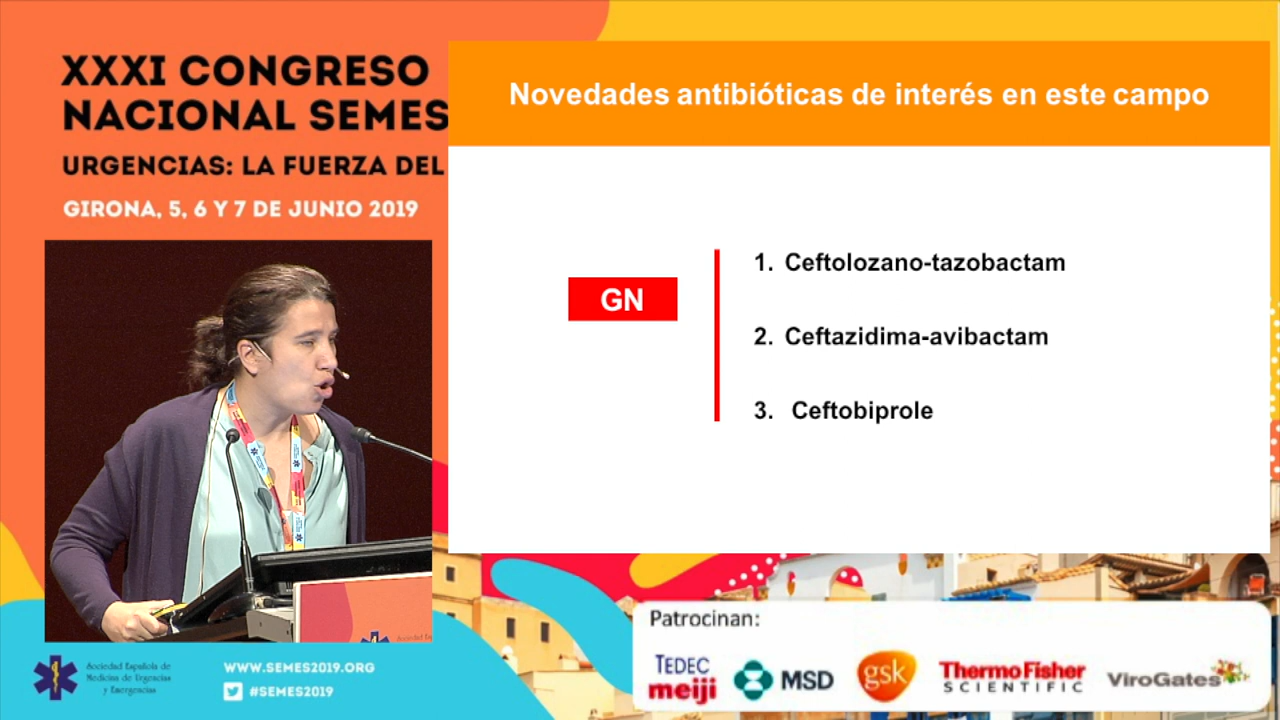 XXXI CONGRESO
NACIONAL SEMES
URGENCIAS: LA FUERZA DEL
GIRONA, 5, 6 Y 7 DE JUNIO 2019
Novedades antibióticas de interés en este campo
GN
1. Ceftolozano-tazobactam
2. Ceftazidima-avibactam
3. Ceftobiprole
Sociedad Española de
Medicina de Urgencias
y Emergencias
WWW.SEMES2019.ORG
#SEMES2019
Patrocinan:
TEDEC
meiji
MSD
gsk
ThermoFisher
SCIENTIFIC
ViroGates